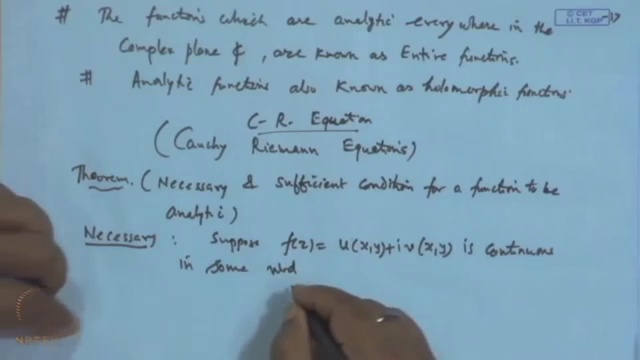 © CET
I.I.T. KGP
# The functions which are analytic everywhere in the
Complex plane ₵, are known as Entire functions.
# Analytic functions also known as holomorphic functions.
C-R. Equation
(Cauchy Riemann Equations)
Theorem. (Necessary & sufficient condition for a function to be
analytic)
Necessary : Suppose f(z) = u(x,y)+iv(x,y) is continuous
in some nbd